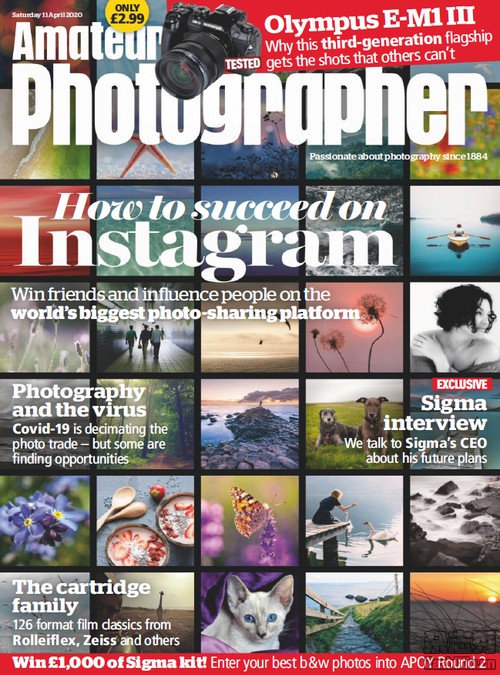 Saturday 11 April 2020
ONLY
£2.99
Amateur
Photographer
TESTED
Olympus E-M1 III
Why this third-generation flagship
gets the shots that others can't
Passionate about photography since 1884
How to succeed on
Instagram
Win friends and influence people on the
world's biggest photo-sharing platform
Photography
and the virus
Covid-19 is decimating the
photo trade – but some are
finding opportunities
EXCLUSIVE
Sigma
interview
We talk to Sigma's CEO
about his future plans
The cartridge
family
126 format film classics from
Rolleiflex, Zeiss and others
Win £1,000 of Sigma kit! Enter your best b&w photos into APOY Round 2